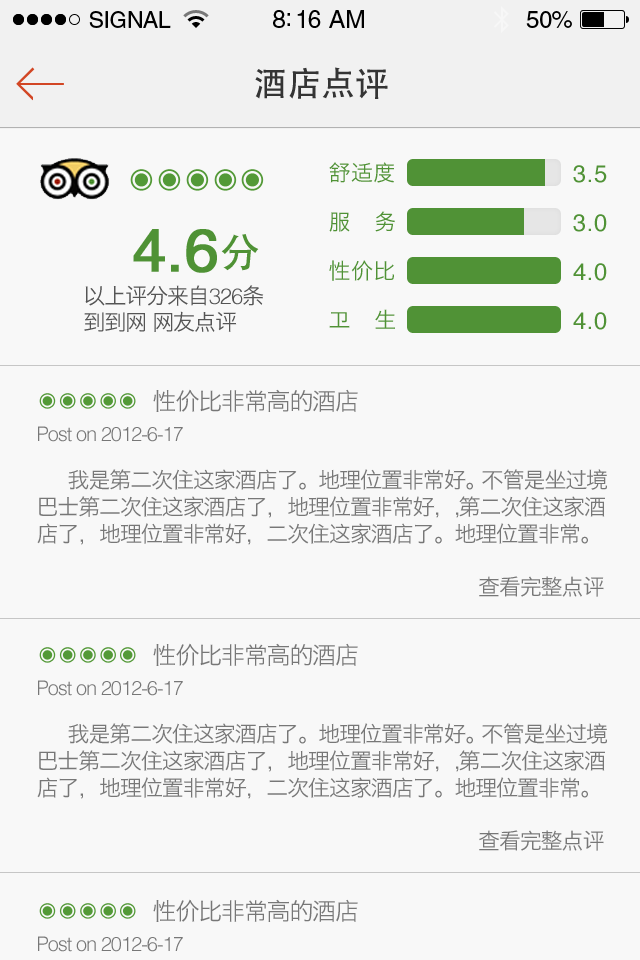 SIGNAL 8:16 AM 50%
酒店点评
4.6分
以上评分来自326条
到到网 网友点评
舒适度 3.5
服 务 3.0
性价比 4.0
卫 生 4.0
性价比非常高的酒店
Post on 2012-6-17
我是第二次住这家酒店了。地理位置非常好。不管是坐过境
巴士第二次住这家酒店了，地理位置非常好，,第二次住这家酒
店了，地理位置非常好，二次住这家酒店了。地理位置非常。
查看完整点评
性价比非常高的酒店
Post on 2012-6-17
我是第二次住这家酒店了。地理位置非常好。不管是坐过境
巴士第二次住这家酒店了，地理位置非常好，,第二次住这家酒
店了，地理位置非常好，二次住这家酒店了。地理位置非常。
查看完整点评
性价比非常高的酒店
Post on 2012-6-17